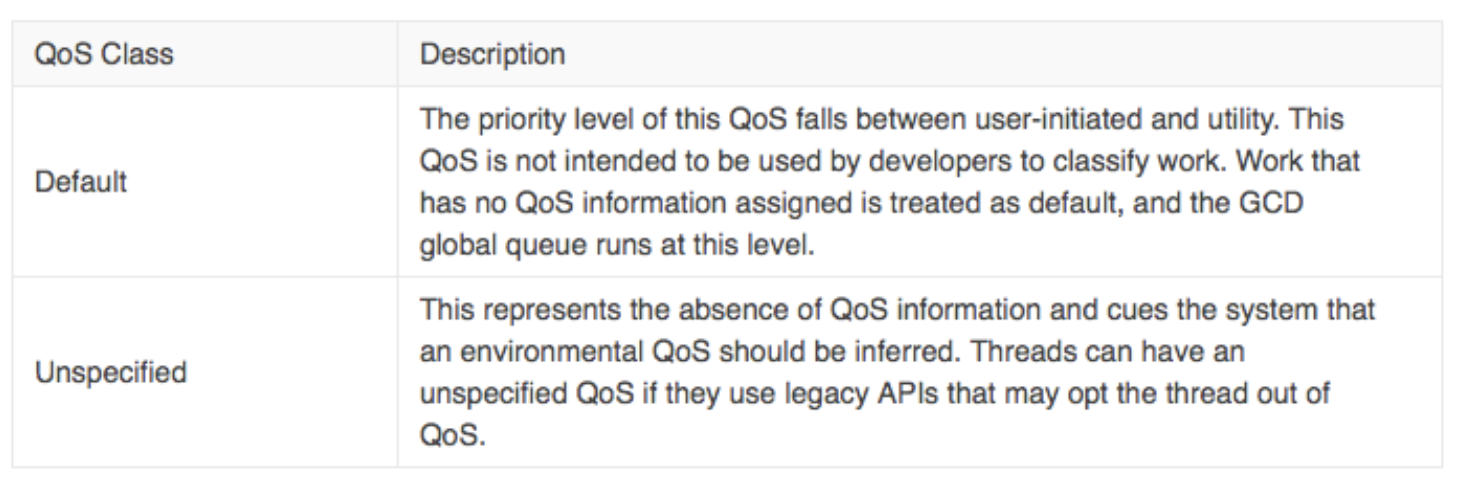 QoS Class
Description
Default
The priority level of this QoS falls between user-initiated and utility. This
QoS is not intended to be used by developers to classify work. Work that
has no QoS information assigned is treated as default, and the GCD
global queue runs at this level.
Unspecified
This represents the absence of QoS information and cues the system that
an environmental QoS should be inferred. Threads can have an
unspecified QoS if they use legacy APIs that may opt the thread out of
QoS.